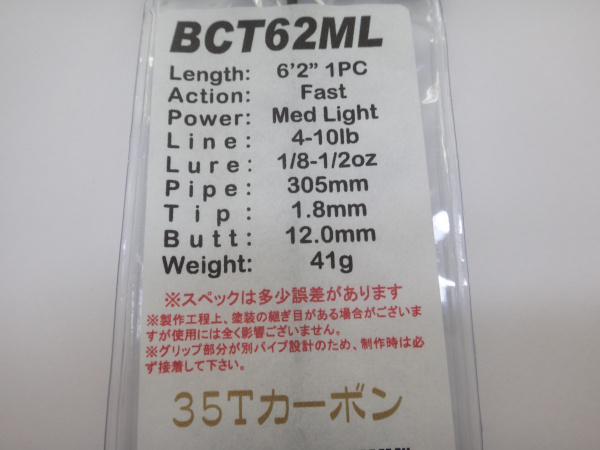 BCT62ML
Length: 6'2" 1PC
Action: Fast
Power: Med Light
Line: 4-10lb
Lure: 1/8-1/2oz
Pipe: 305mm
Tip: 1.8mm
Butt: 12.0mm
Weight: 41g
※スペックは多少誤差があります
※製作工程上、塗装の継ぎ目がある場合がございま
すが使用には全く影響ございません。
※グリップ部分が別パイプ設計のため、制作時は必
ず接着して下さい。
35Tカーボン